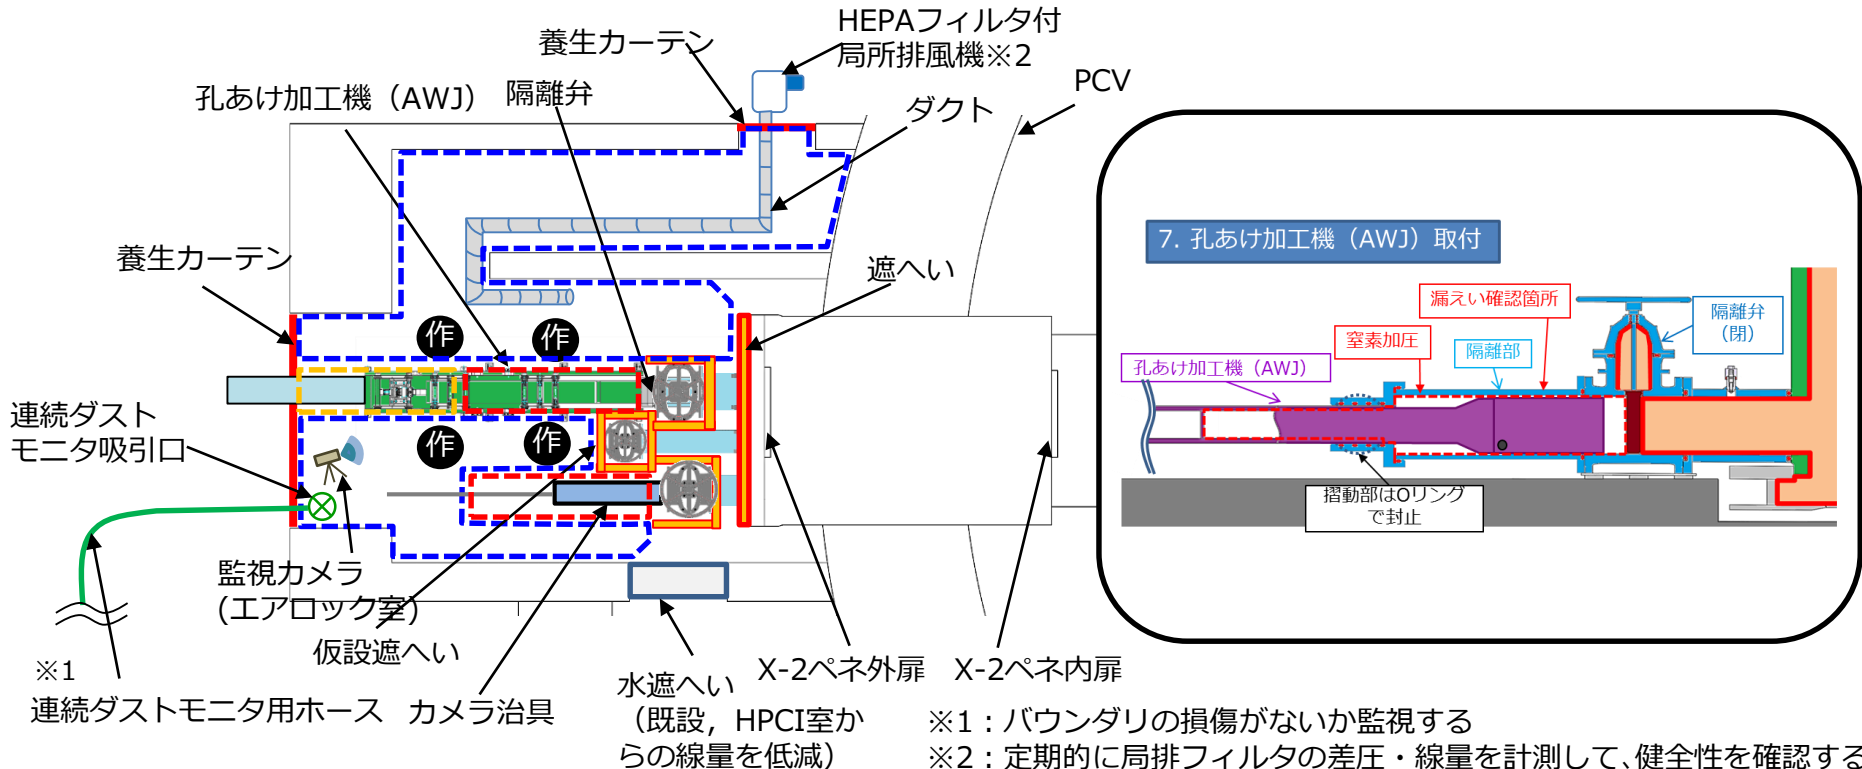 HEPAフィルタ付
局所排風機※2
養生カーテン
PCV
孔あけ加工機（AWJ）
隔離弁
ダクト
養生カーテン
遮へい
作
作
作
作
連続ダスト
モニタ吸引口
監視カメラ
(エアロック室)
仮設遮へい
※1
連続ダストモニタ用ホース
カメラ治具
水遮へい
（既設，HPCI室か
らの線量を低減）
X-2ペネ外扉
X-2ペネ内扉
7. 孔あけ加工機（AWJ）取付
漏えい確認箇所
隔離弁
（閉）
窒素加圧
隔離部
孔あけ加工機（AWJ）
摺動部はOリング
で封止
※1：バウンダリの損傷がないか監視する
※2：定期的に局排フィルタの差圧・線量を計測して、健全性を確認する